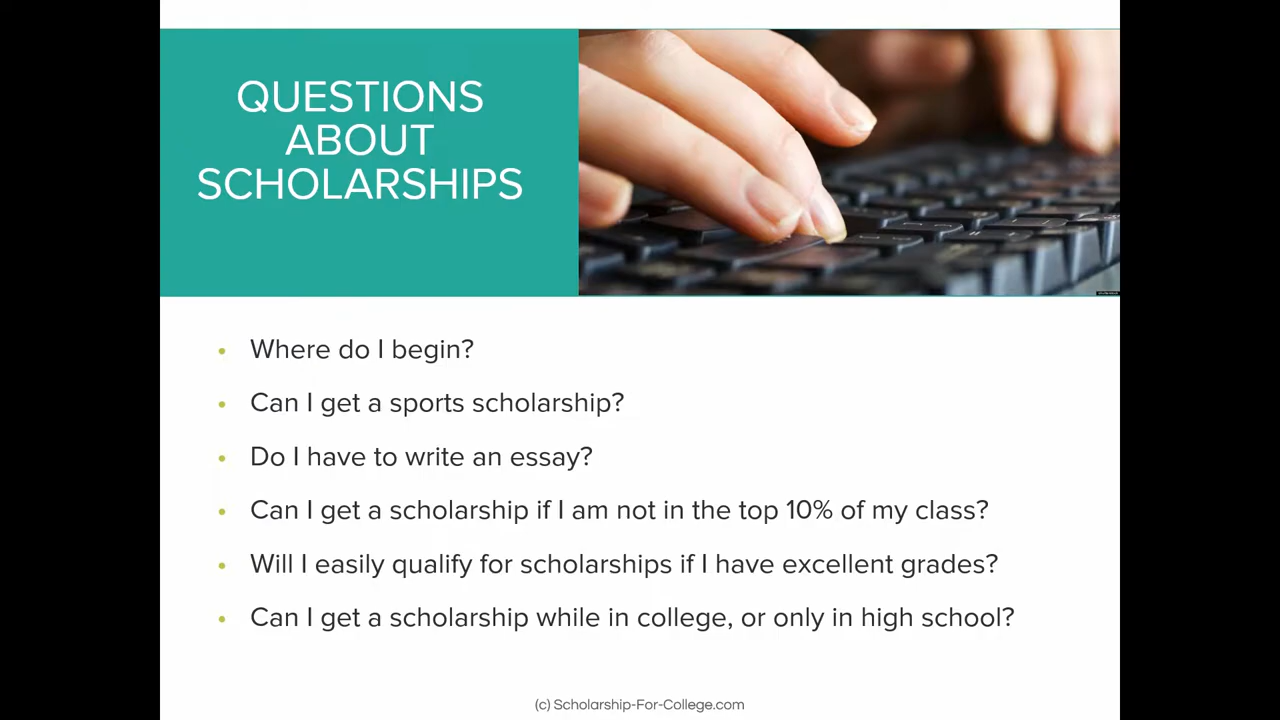 QUESTIONS
ABOUT
SCHOLARSHIPS
• Where do I begin?
• Can I get a sports scholarship?
• Do I have to write an essay?
• Can I get a scholarship if I am not in the top 10% of my class?
• Will I easily qualify for scholarships if I have excellent grades?
• Can I get a scholarship while in college, or only in high school?
(c) Scholarship-For-College.com